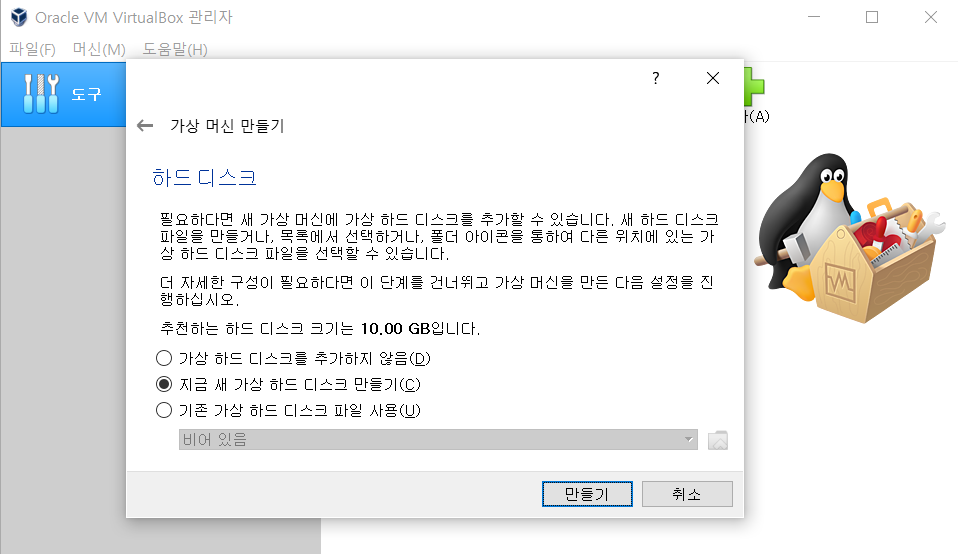 Oracle VM VirtualBox 관리자
파일(F) 머신(M) 도움말(H)
도구
?
가(A)
가상 머신 만들기
하드 디스크
필요하다면 새 가상 머신에 가상 하드 디스크를 추가할 수 있습니다. 새 하드 디스크
파일을 만들거나, 목록에서 선택하거나, 폴더 아이콘을 통하여 다른 위치에 있는 가
상 하드 디스크 파일을 선택할 수 있습니다.
더 자세한 구성이 필요하다면 이 단계를 건너뛰고 가상 머신을 만든 다음 설정을 진
행하십시오.
추천하는 하드 디스크 크기는 10.00 GB입니다.
가상 하드 디스크를 추가하지 않음(D)
지금 새 가상 하드 디스크 만들기(C)
기존 가상 하드 디스크 파일 사용(U)
비어 있음
만들기 취소